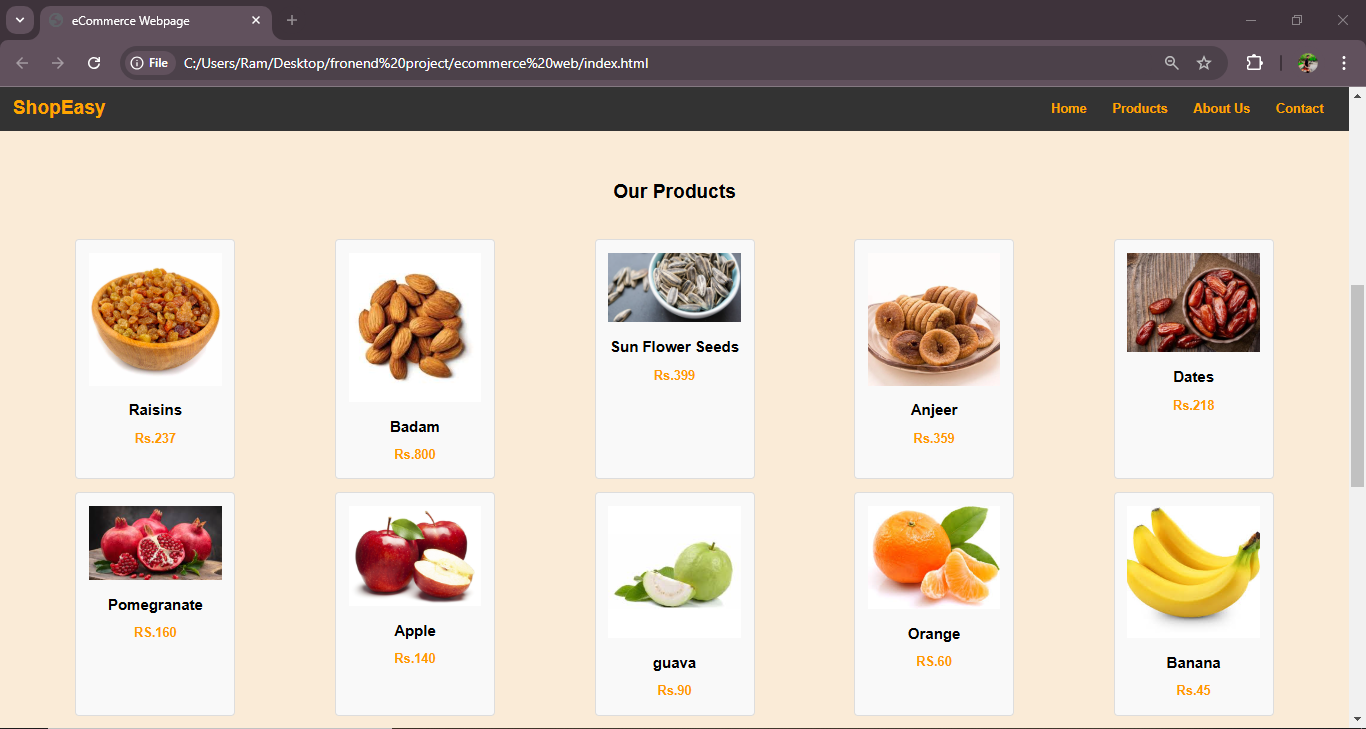 eCommerce Webpage
File
C:/Users/Ram/Desktop/fronend%20project/ecommerce%20web/index.html
ShopEasy
Home Products About Us Contact
Our Products
Raisins
Rs.237
Badam
Rs.800
Sun Flower Seeds
Rs.399
Anjeer
Rs.359
Dates
Rs.218
Pomegranate
RS.160
Apple
Rs.140
guava
Rs.90
Orange
RS.60
Banana
Rs.45